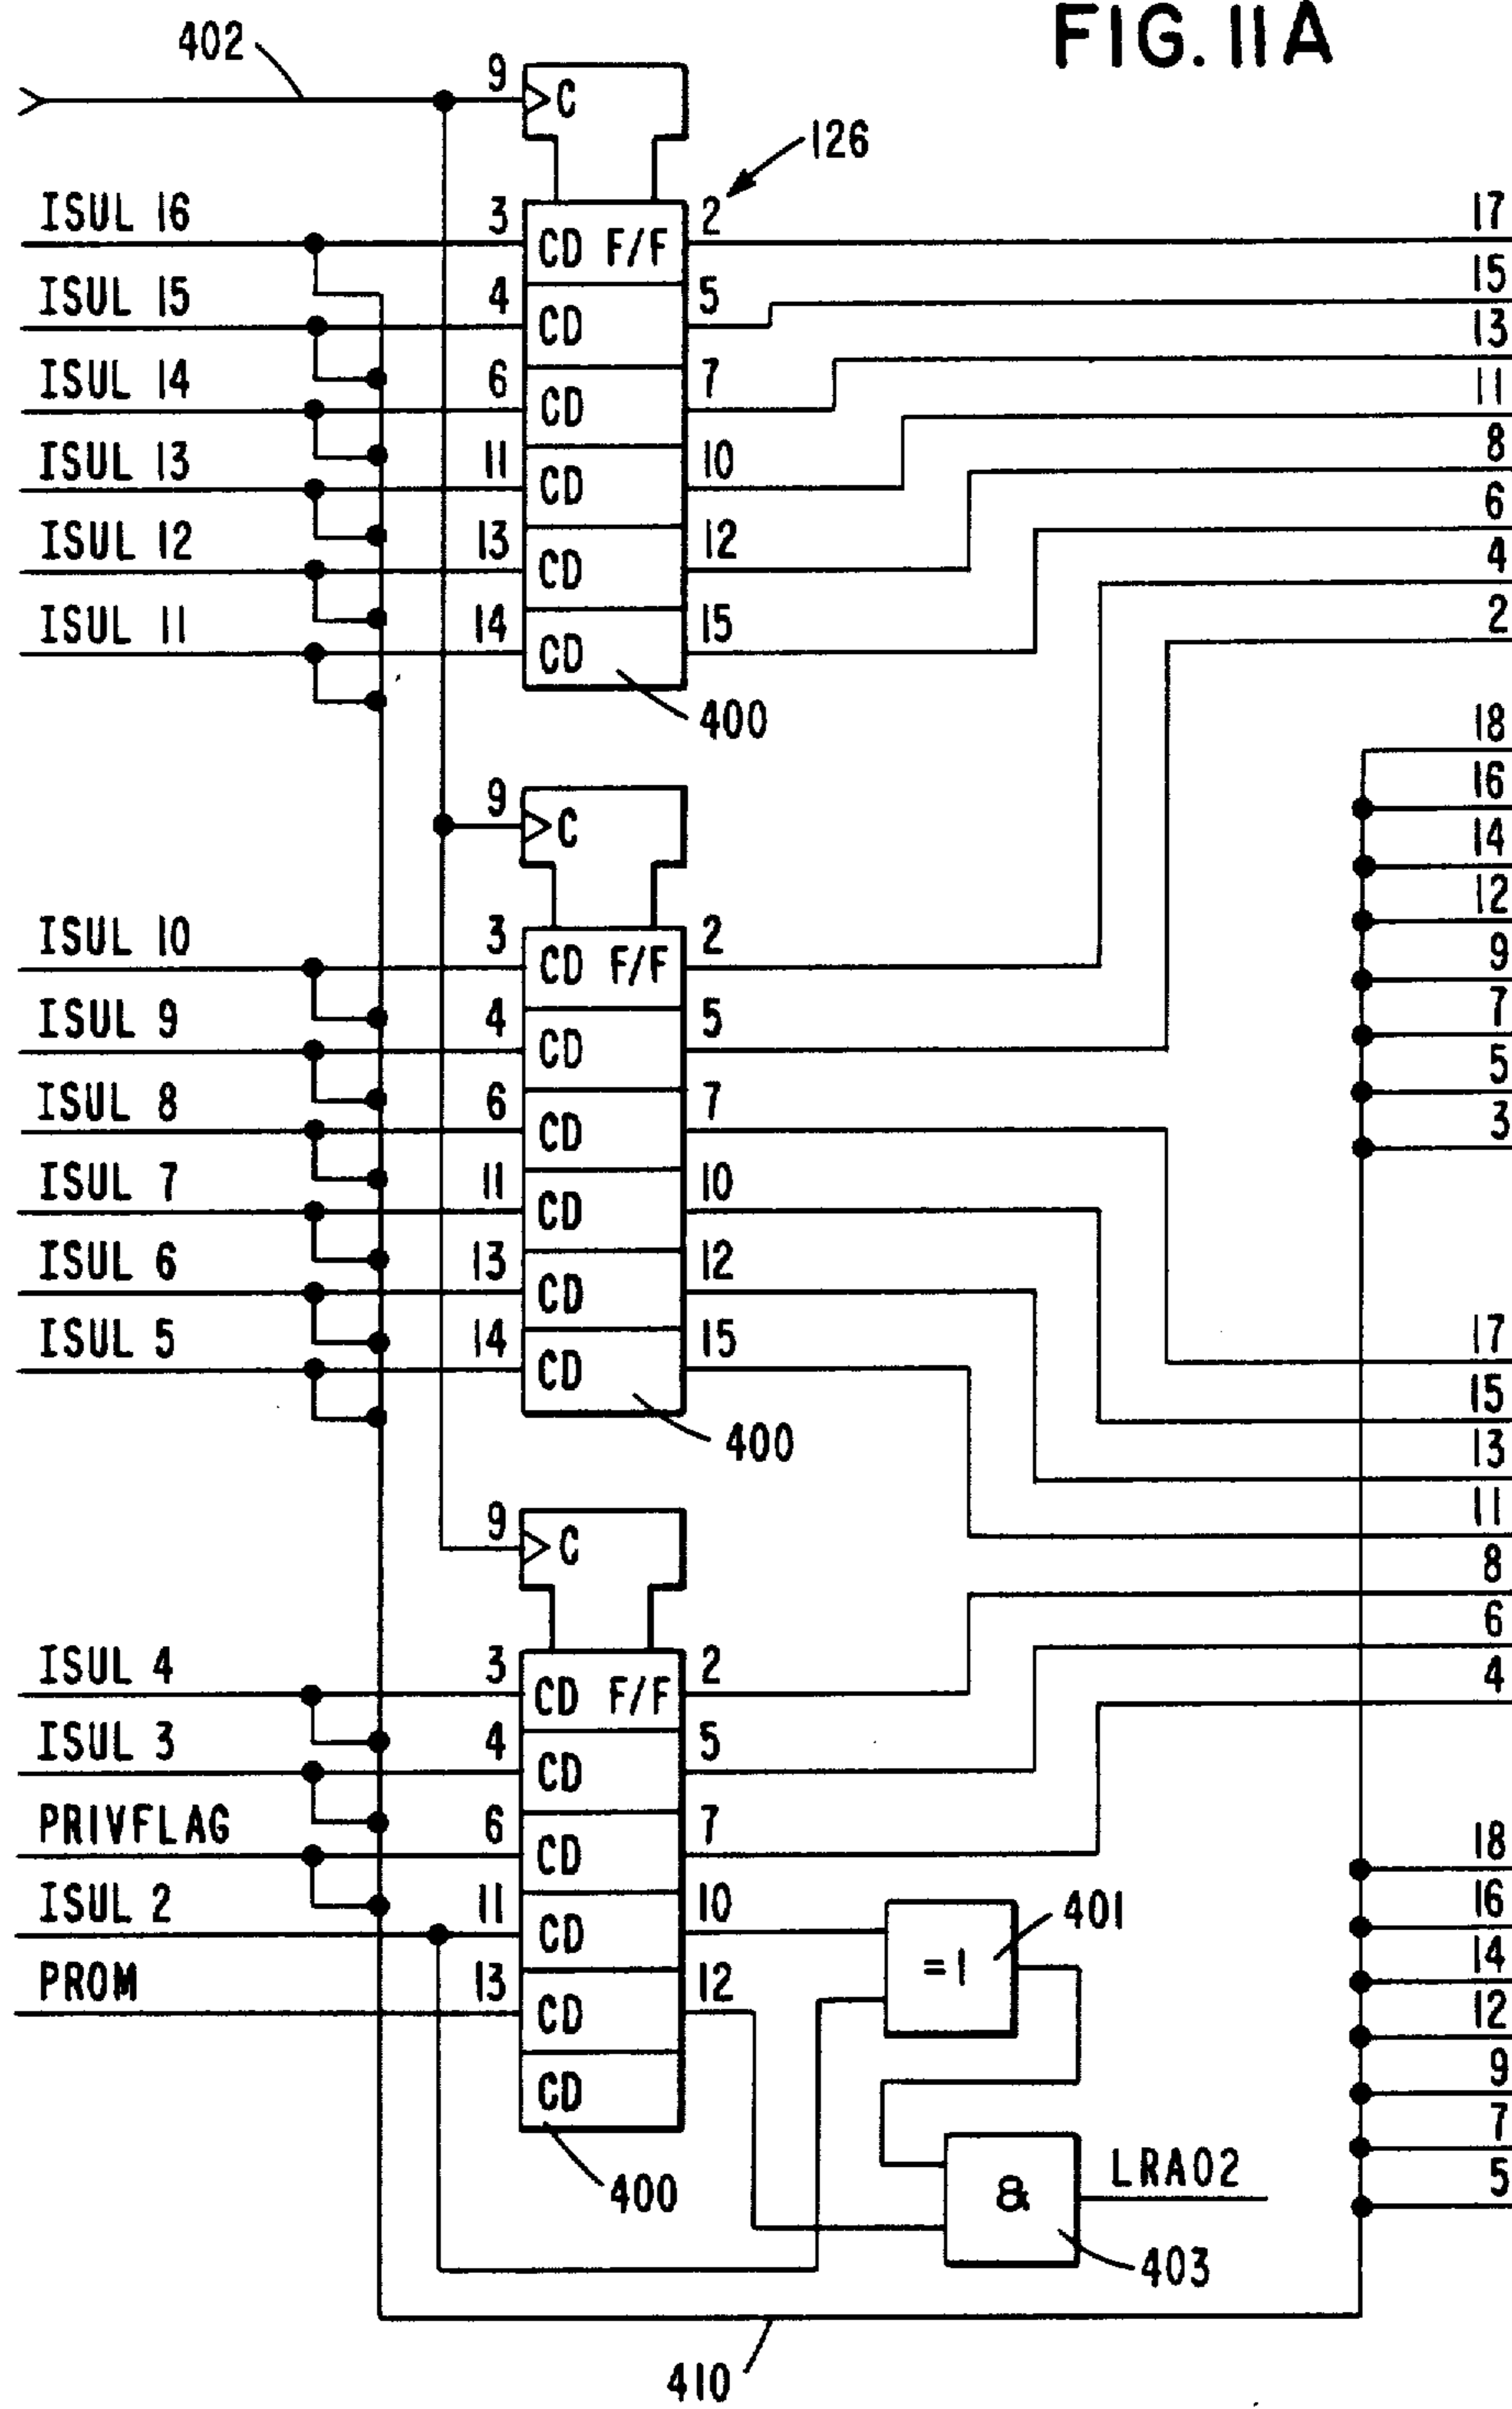 FIG. 11A
402
9
C
126
ISUL 16
3
CD F/F
2
17
ISUL 15
4
CD
5
15
ISUL 14
6
CD
7
13
ISUL 13
11
CD
10
11
ISUL 12
13
CD
12
8
ISUL 11
14
CD
15
6
4
2
400
9
C
18
16
14
12
9
7
5
3
ISUL 10
3
CD F/F
2
ISUL 9
4
CD
5
ISUL 8
6
CD
7
ISUL 7
11
CD
10
ISUL 6
13
CD
12
ISUL 5
14
CD
15
400
17
15
13
11
8
6
4
9
C
ISUL 4
3
CD F/F
2
ISUL 3
4
CD
5
PRIVFLAG
6
CD
7
ISUL 2
11
CD
10
PROM
13
CD
12
CD
400
=1
401
&
LRA02
403
18
16
14
12
9
7
5
410